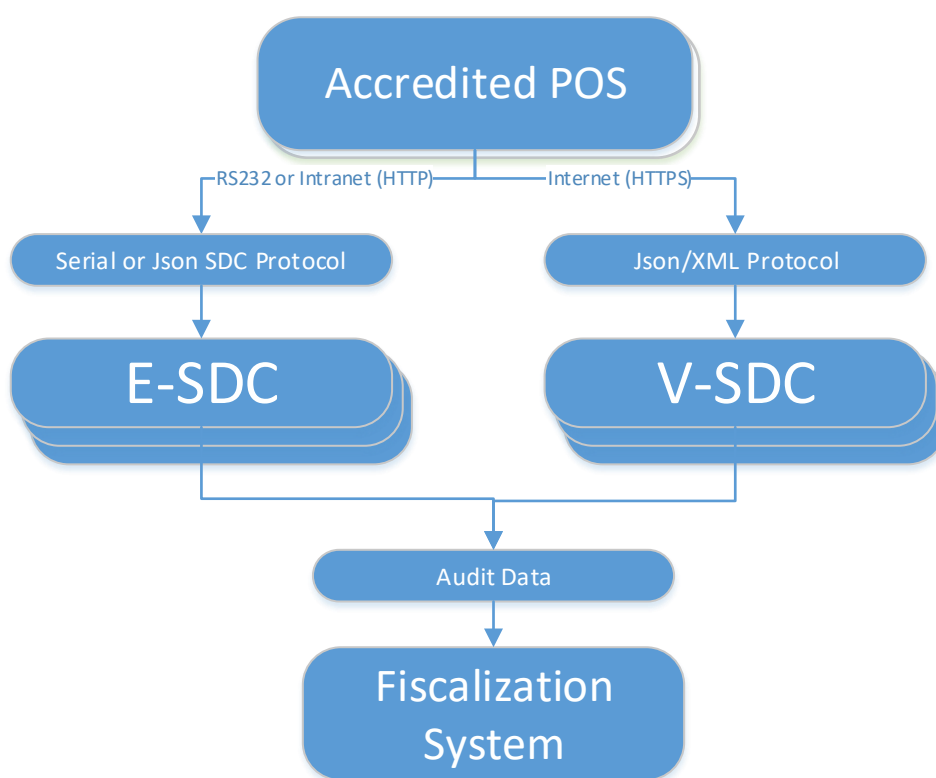 Accredited POS
RS232 or Intranet (HTTP)
Internet (HTTPS)
Serial or Json SDC Protocol
Json/XML Protocol
E-SDC
V-SDC
Audit Data
Fiscalization
System